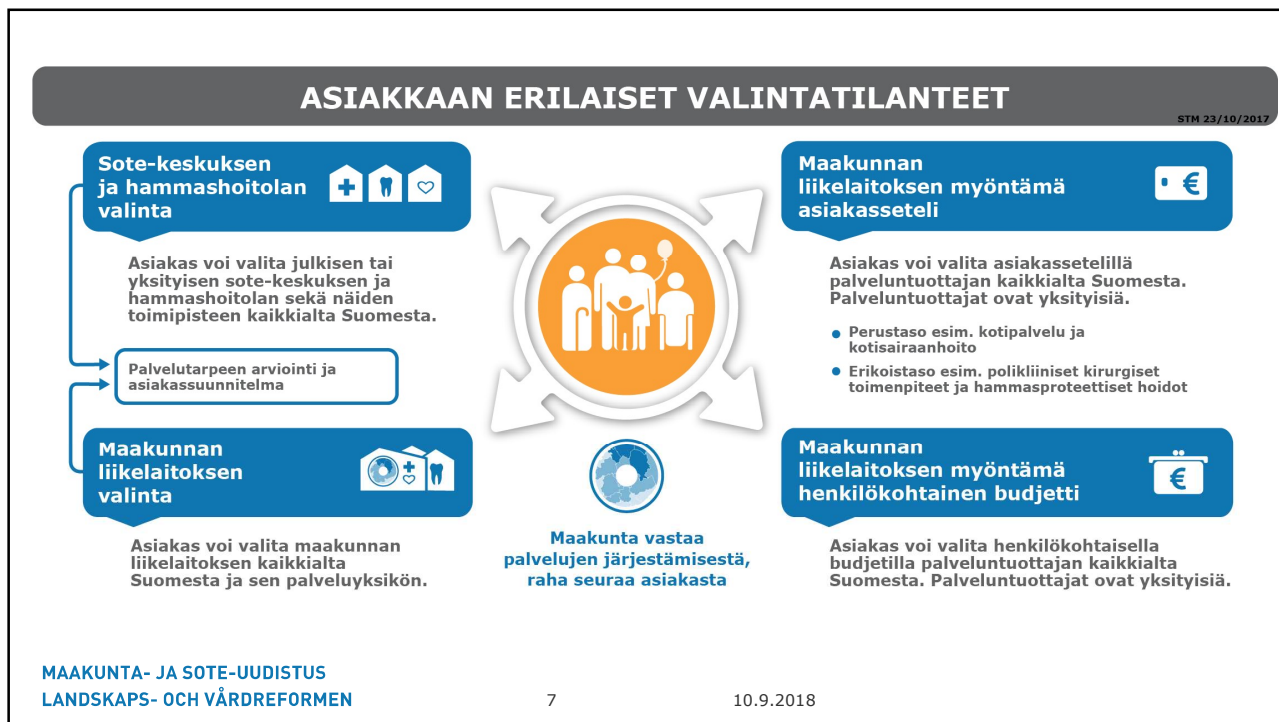 ASIAKKAAN ERILAISET VALINTATILANTEET
STM 23/10/2017
Sote-keskuksen
ja hammashoitolan
valinta
Asiakas voi valita julkisen tai
yksityisen sote-keskuksen ja
hammashoitolan sekä näiden
toimipisteen kaikkialta Suomesta.
Palvelutarpeen arviointi ja
asiakassuunnitelma
Maakunnan
liikelaitoksen
valinta
Asiakas voi valita maakunnan
liikelaitoksen kaikkialta
Suomesta ja sen palveluyksikön.
Maakunta vastaa
palvelujen järjestämisestä,
raha seuraa asiakasta
Maakunnan
liikelaitoksen myöntämä
asiakasseteli
€
Asiakas voi valita asiakassetelillä
palveluntuottajan kaikkialta Suomesta.
Palveluntuottajat ovat yksityisiä.
• Perustaso esim. kotipalvelu ja
kotisairaanhoito
• Erikoistaso esim. polikliiniset kirurgiset
toimenpiteet ja hammasproteettiset hoidot
Maakunnan
liikelaitoksen myöntämä
henkilökohtainen budjetti
€
Asiakas voi valita henkilökohtaisella
budjetilla palveluntuottajan kaikkialta
Suomesta. Palveluntuottajat ovat yksityisiä.
MAAKUNTA- JA SOTE-UUDISTUS
LANDSKAPS- OCH VÅRDREFORMEN
7
10.9.2018